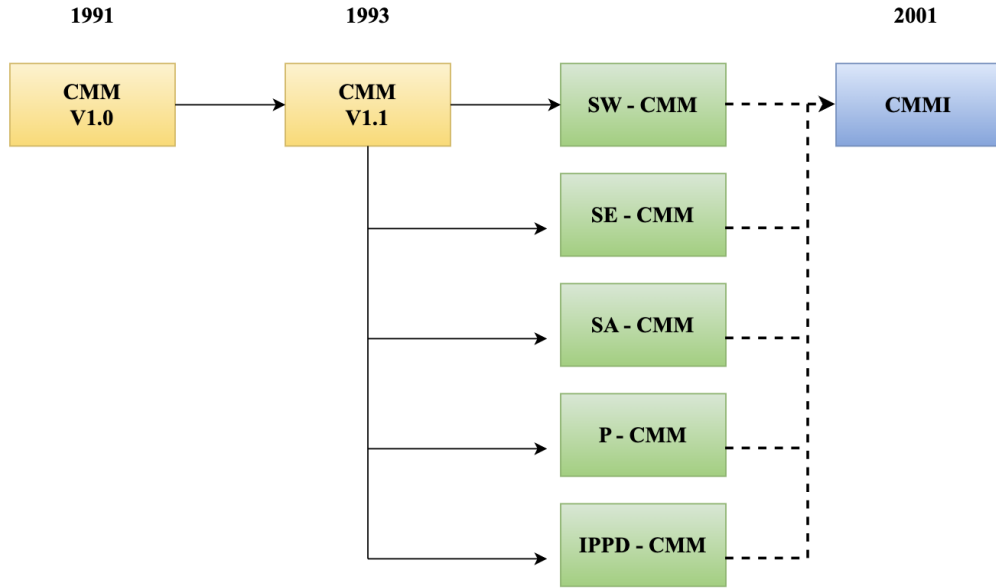 1991
1993
2001
CMM
V1.0
CMM
V1.1
SW - CMM
CMMI
SE - CMM
SA - CMM
P - CMM
IPPD - CMM